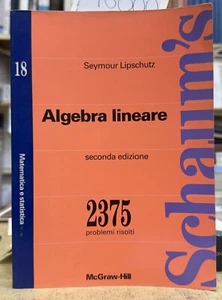 18
Seymour Lipschutz
Algebra lineare
seconda edizione
2375
problemi risolti
McGraw-Hill
Matematica e statistica
Schaum's